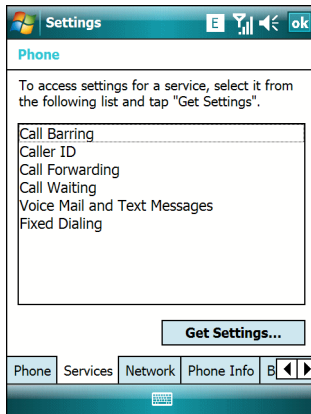 Settings E ok
Phone
To access settings for a service, select it from
the following list and tap "Get Settings".
Call Barring
Caller ID
Call Forwarding
Call Waiting
Voice Mail and Text Messages
Fixed Dialing
Get Settings...
Phone Services Network Phone Info B